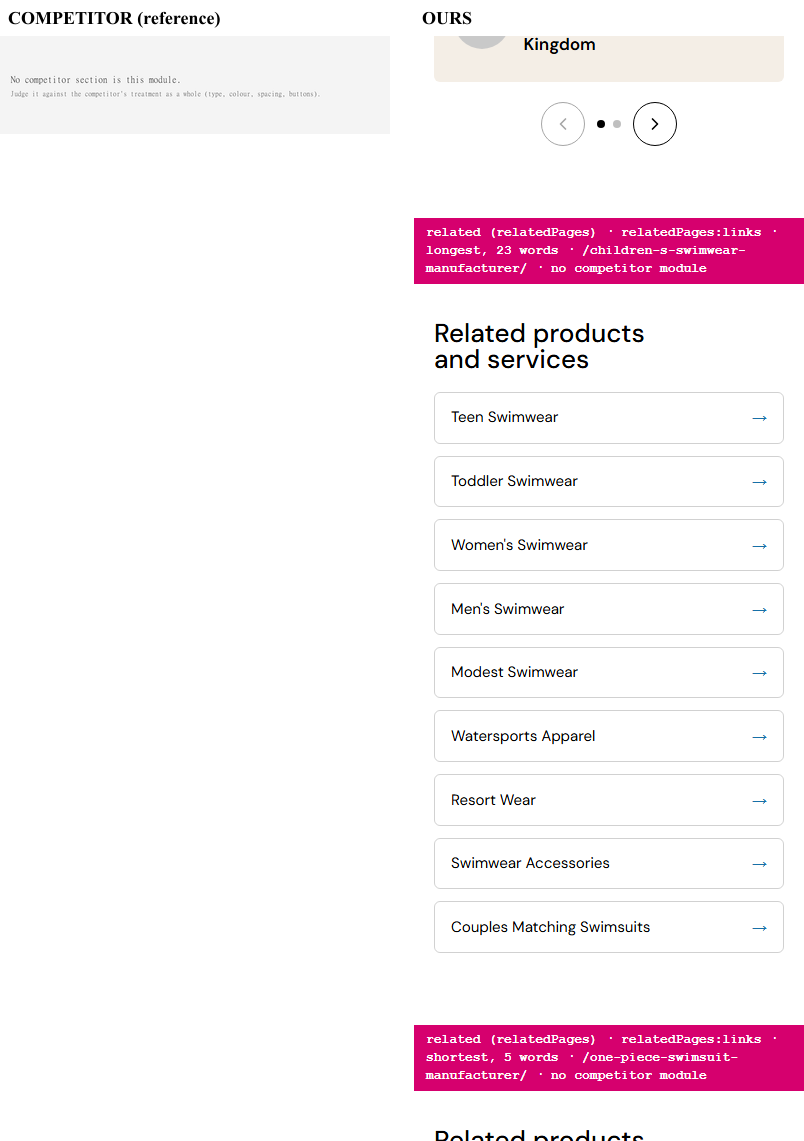 COMPETITOR (reference)
OURS
No competitor section is this module.
Judge it against the competitor's treatment as a whole (type, colour, spacing, buttons).
Kingdom
related (relatedPages) · relatedPages:links ·
longest, 23 words · /children-s-swimwear-
manufacturer/ · no competitor module
Related products
and services
Teen Swimwear →
Toddler Swimwear →
Women's Swimwear →
Men's Swimwear →
Modest Swimwear →
Watersports Apparel →
Resort Wear →
Swimwear Accessories →
Couples Matching Swimsuits →
related (relatedPages) · relatedPages:links ·
shortest, 5 words · /one-piece-swimsuit-
manufacturer/ · no competitor module
Related products